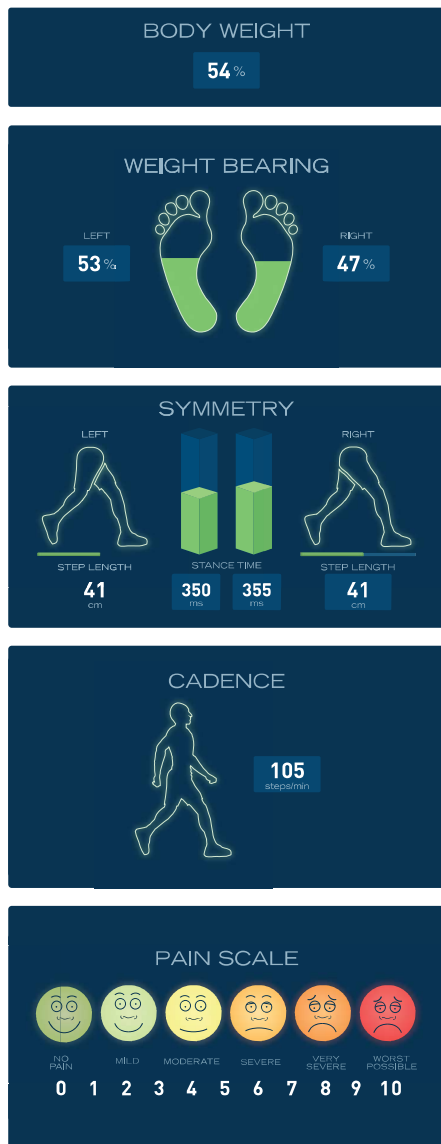 BODY WEIGHT
54 %
WEIGHT BEARING
LEFT
RIGHT
53 %
47 %
SYMMETRY
LEFT
RIGHT
STEP LENGTH
STANCE TIME
STEP LENGTH
41
cm
350
ms
355
ms
41
cm
CADENCE
105
steps/min
PAIN SCALE
NO
PAIN
MILD
MODERATE
SEVERE
VERY
SEVERE
WORST
POSSIBLE
0 1 2 3 4 5 6 7 8 9 10